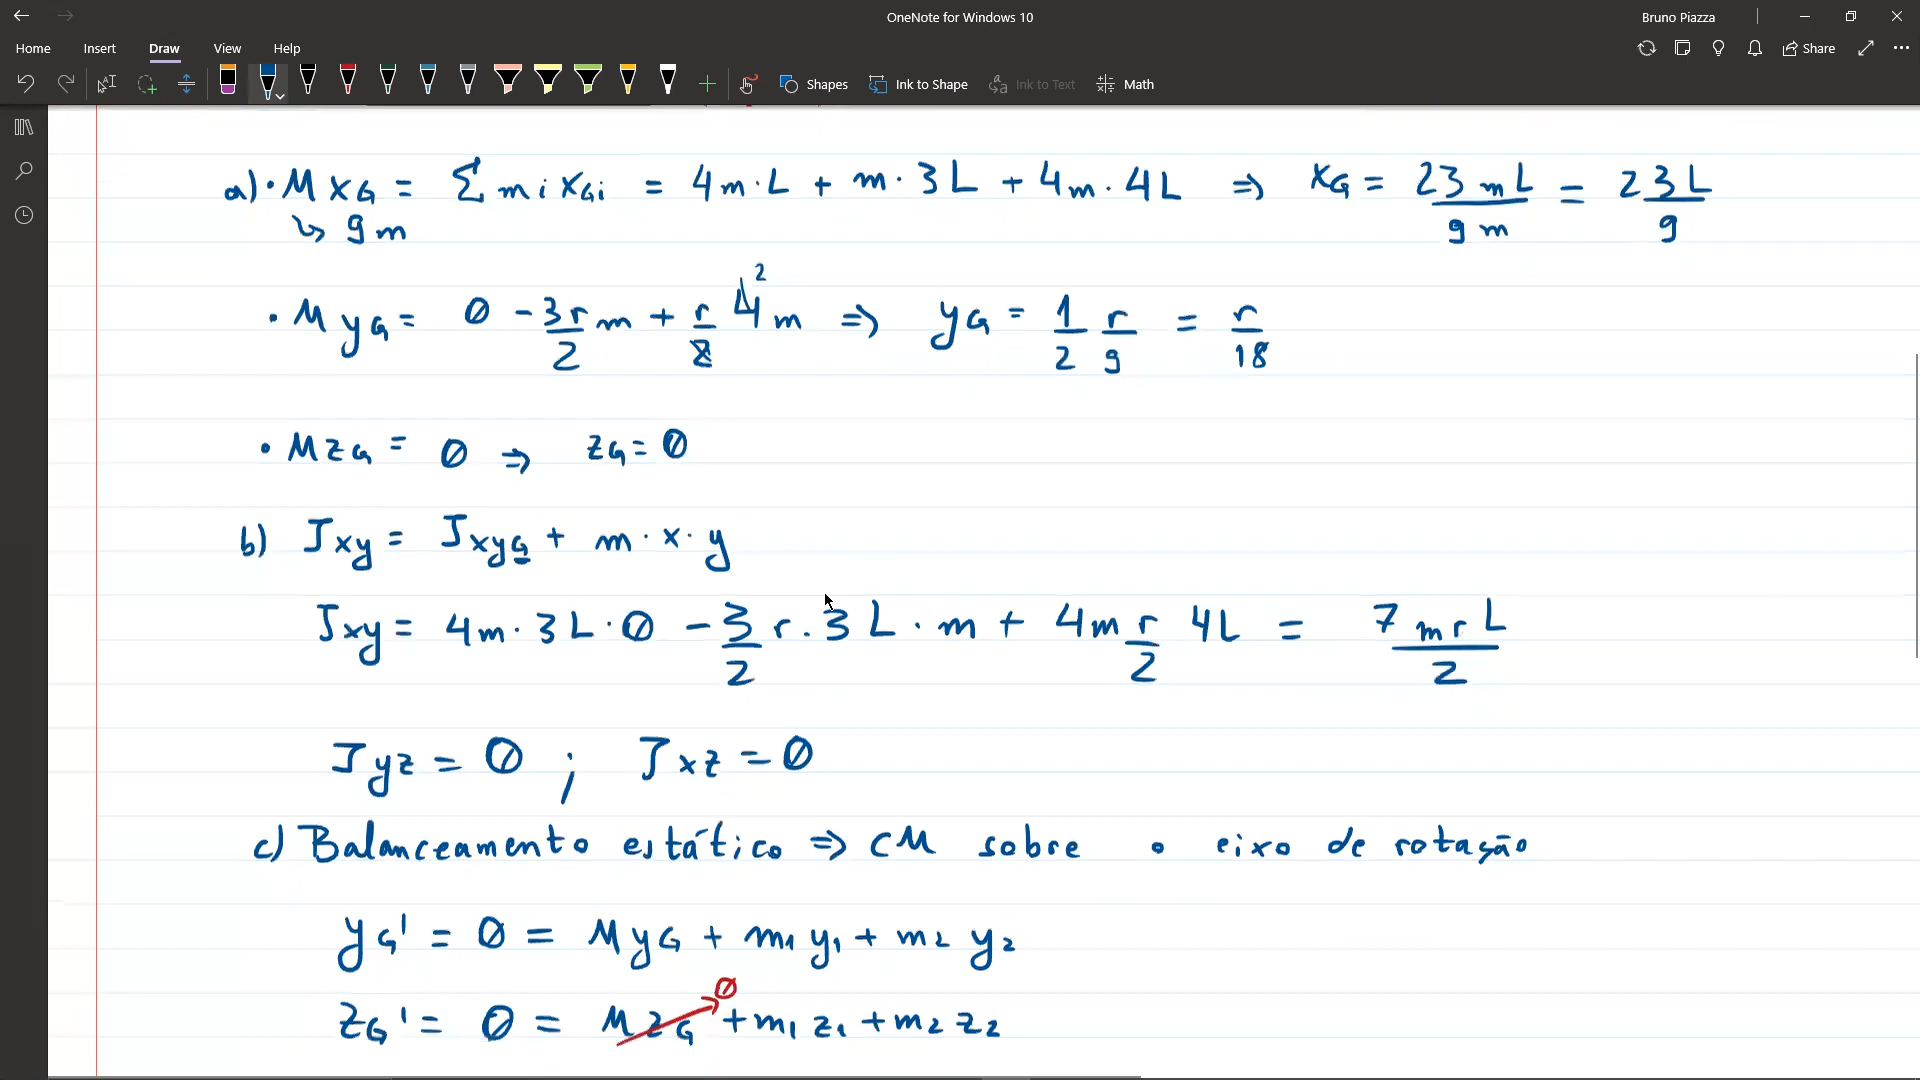 OneNote for Windows 10
Bruno Piazza
Home Insert Draw View Help
Share
Shapes Ink to Shape Ink to Text Math
a) · M xG = Σ mi xGi = 4m · L + m · 3L + 4m · 4L ⇒ xG = 23 mL / 9m = 23L / 9
↳ 9m
· M yG = 0 - 3r/2 m + r/2 4² m ⇒ yG = 1/2 r/9 = r/18
· M zG = 0 ⇒ zG = 0
b) Jxy = JxyG + m · x · y
Jxy = 4m · 3L · 0 - 3/2 r · 3L · m + 4m r/2 4L = 7 mrL / 2
Jyz = 0 ; Jxz = 0
c) Balanceamento estático ⇒ CM sobre o eixo de rotação
yG' = 0 = M yG + m1 y1 + m2 y2
zG' = 0 = M zG 0 + m1 z1 + m2 z2